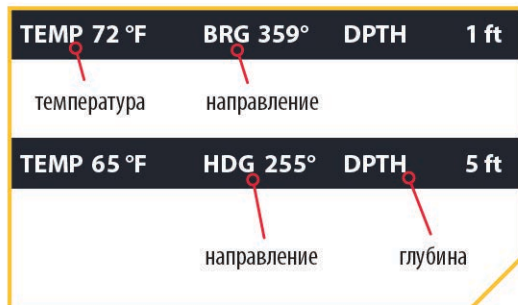 TEMP 72 °F BRG 359° DPTH 1 ft
температура направление
TEMP 65 °F HDG 255° DPTH 5 ft
направление глубина